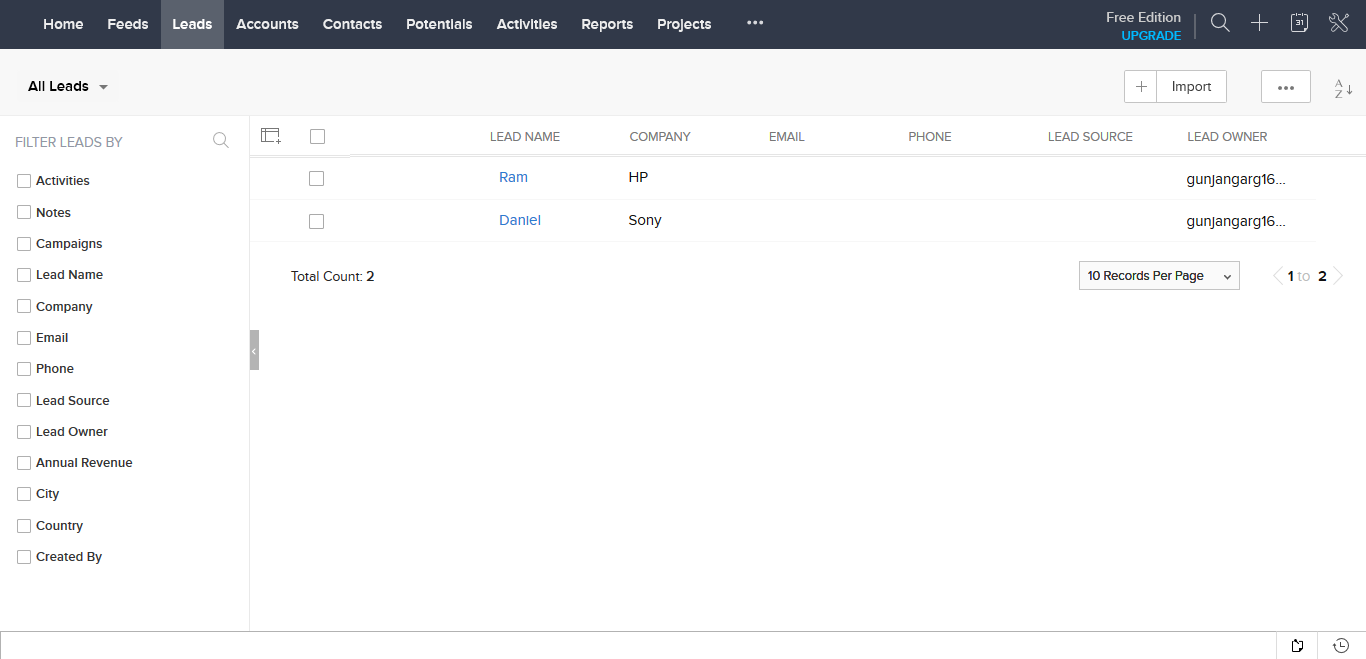 Home Feeds Leads Accounts Contacts Potentials Activities Reports Projects ••• Free Edition
UPGRADE
31
All Leads
+ Import ••• A Z
FILTER LEADS BY
LEAD NAME COMPANY EMAIL PHONE LEAD SOURCE LEAD OWNER
Activities
Ram HP gunjangarg16...
Notes
Daniel Sony gunjangarg16...
Campaigns
Lead Name
Total Count: 2 10 Records Per Page 1 to 2
Company
Email
Phone
Lead Source
Lead Owner
Annual Revenue
City
Country
Created By